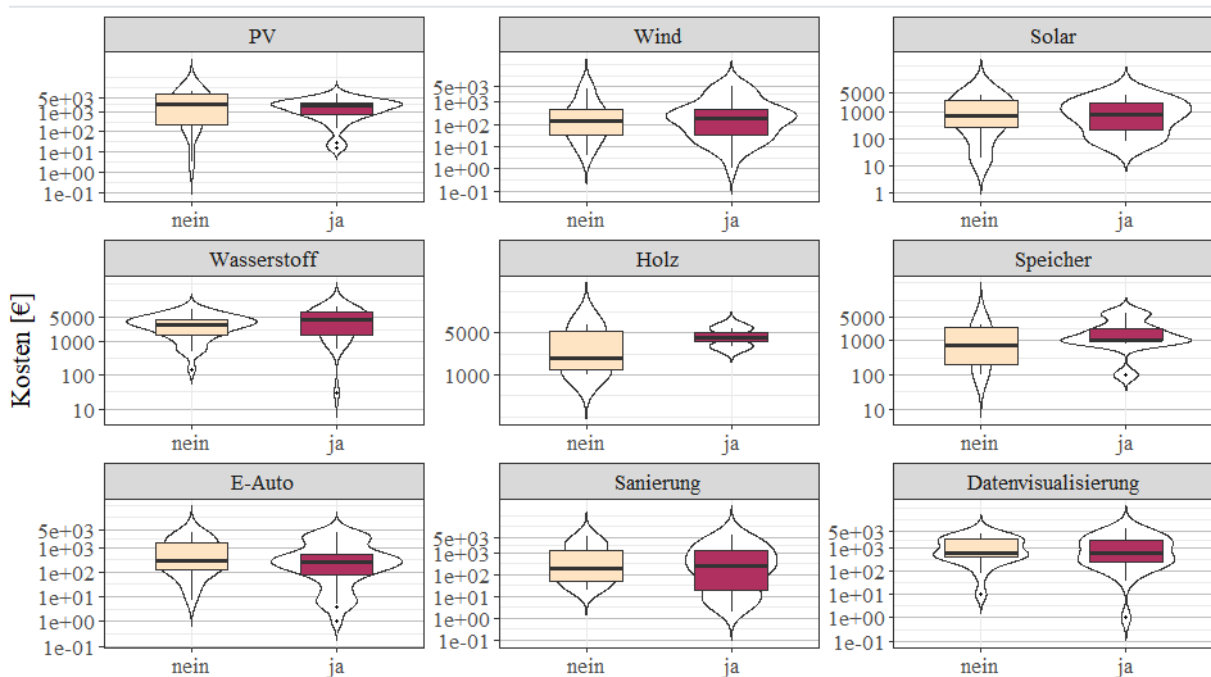 PV
Wind
Solar
5e+03
1e+03
1e+02
1e+01
1e+00
1e-01
nein
ja
5e+03
1e+03
1e+02
1e+01
1e+00
1e-01
nein
ja
5000
1000
100
10
1
nein
ja
Kosten [€]
Wasserstoff
Holz
Speicher
5000
1000
100
10
nein
ja
5000
1000
nein
ja
5000
1000
100
10
nein
ja
E-Auto
Sanierung
Datenvisualisierung
5e+03
1e+03
1e+02
1e+01
1e+00
1e-01
nein
ja
5e+03
1e+03
1e+02
1e+01
1e+00
1e-01
nein
ja
5e+03
1e+03
1e+02
1e+01
1e+00
1e-01
nein
ja